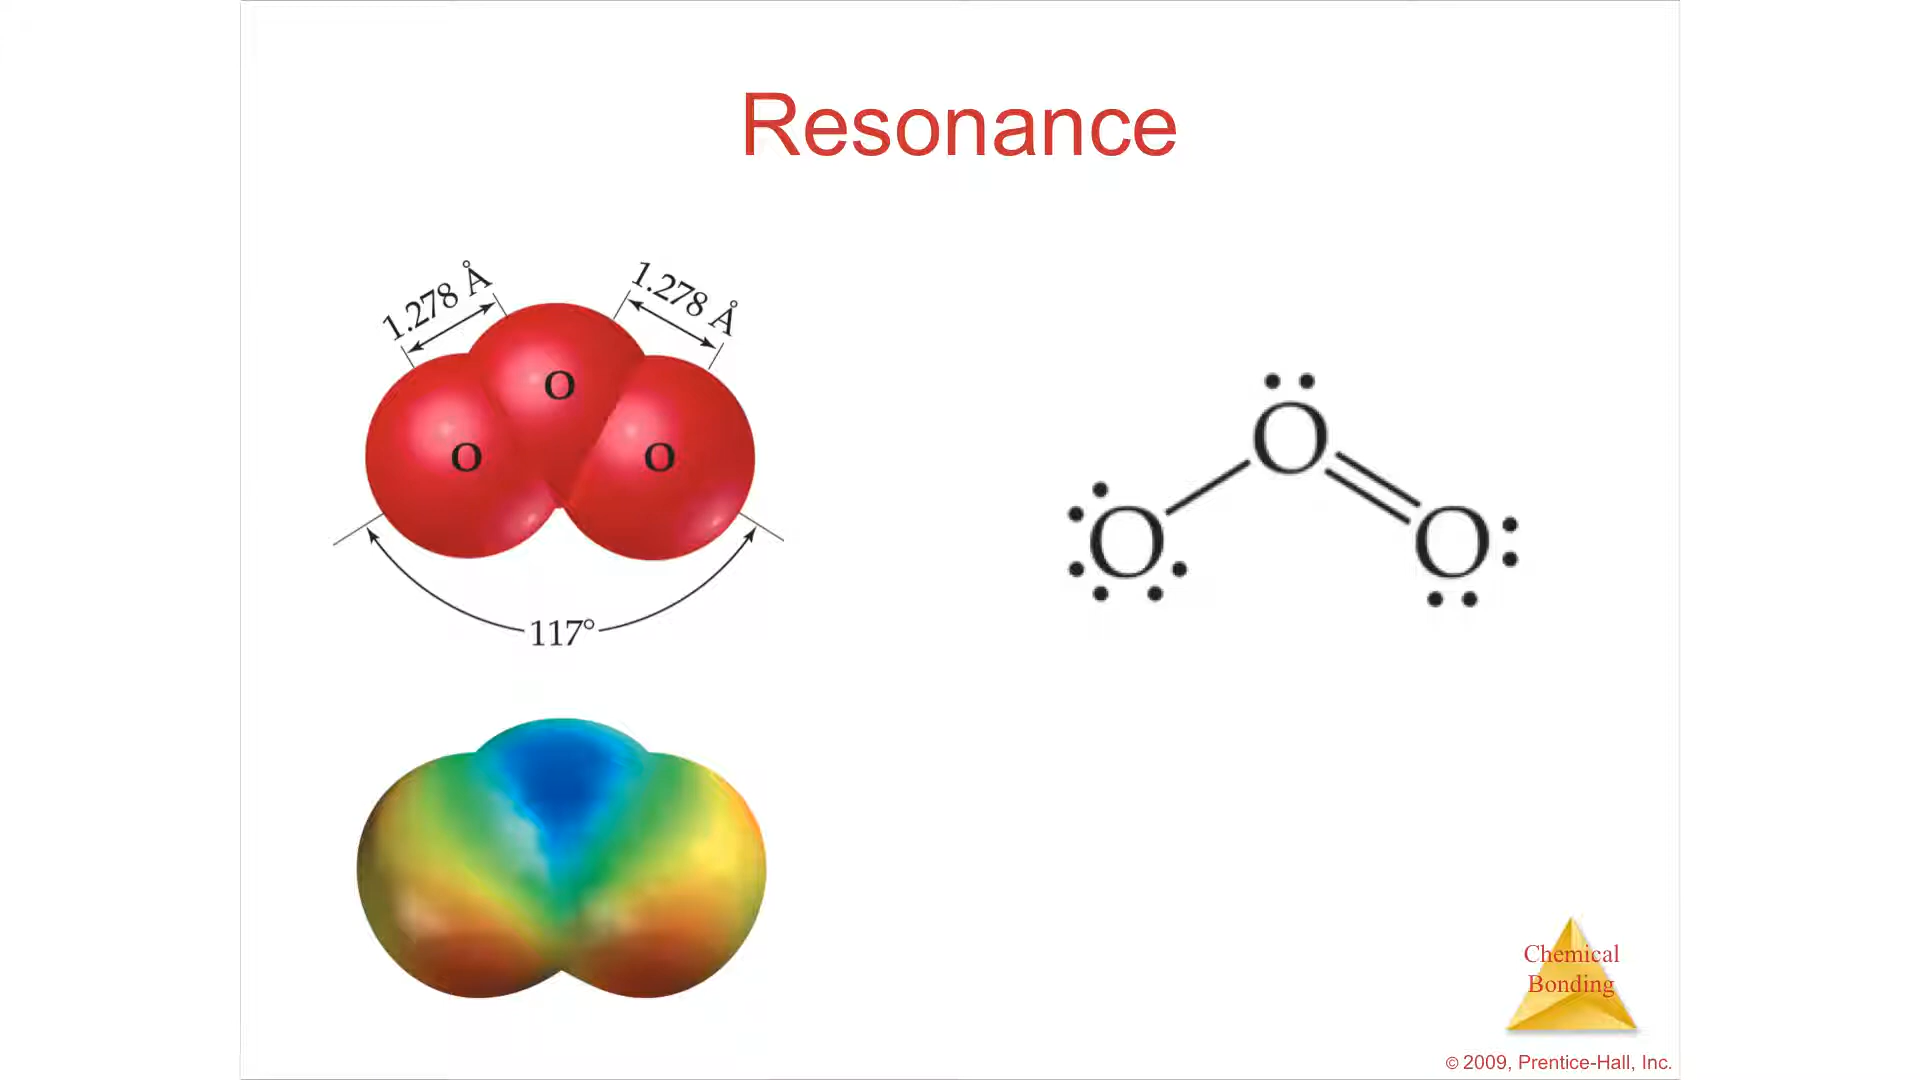 Resonance
1.278 Å
1.278 Å
O
O
O
117°
O
O
O
Chemical
Bonding
© 2009, Prentice-Hall, Inc.